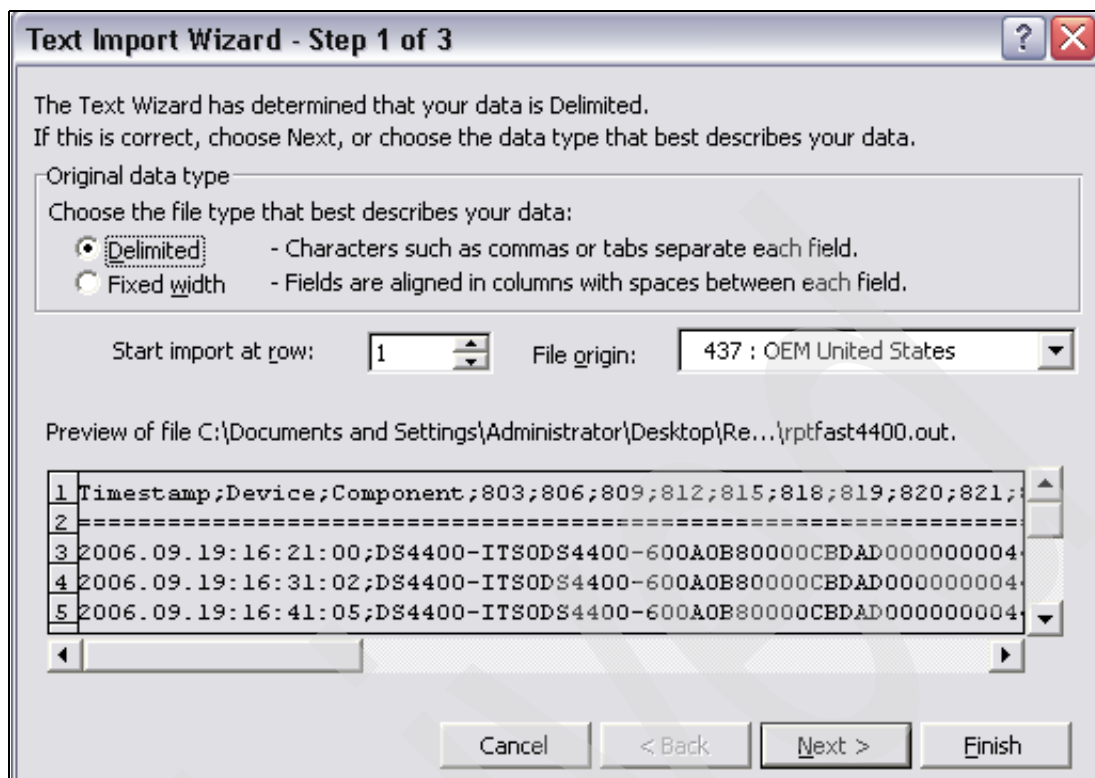 Text Import Wizard - Step 1 of 3
The Text Wizard has determined that your data is Delimited.
If this is correct, choose Next, or choose the data type that best describes your data.
Original data type
Choose the file type that best describes your data:
Delimited - Characters such as commas or tabs separate each field.
Fixed width - Fields are aligned in columns with spaces between each field.
Start import at row: 1 File origin: 437 : OEM United States
Preview of file C:\Documents and Settings\Administrator\Desktop\Re...\rptfast4400.out.
1 Timestamp;Device;Component;803;806;809;812;815;818;819;820;821;
2 ==============================================================
3 2006.09.19:16:21:00;DS4400-ITSODS4400-600A0B80000CBDAD000000004
4 2006.09.19:16:31:02;DS4400-ITSODS4400-600A0B80000CBDAD000000004
5 2006.09.19:16:41:05;DS4400-ITSODS4400-600A0B80000CBDAD000000004
Cancel < Back Next > Finish